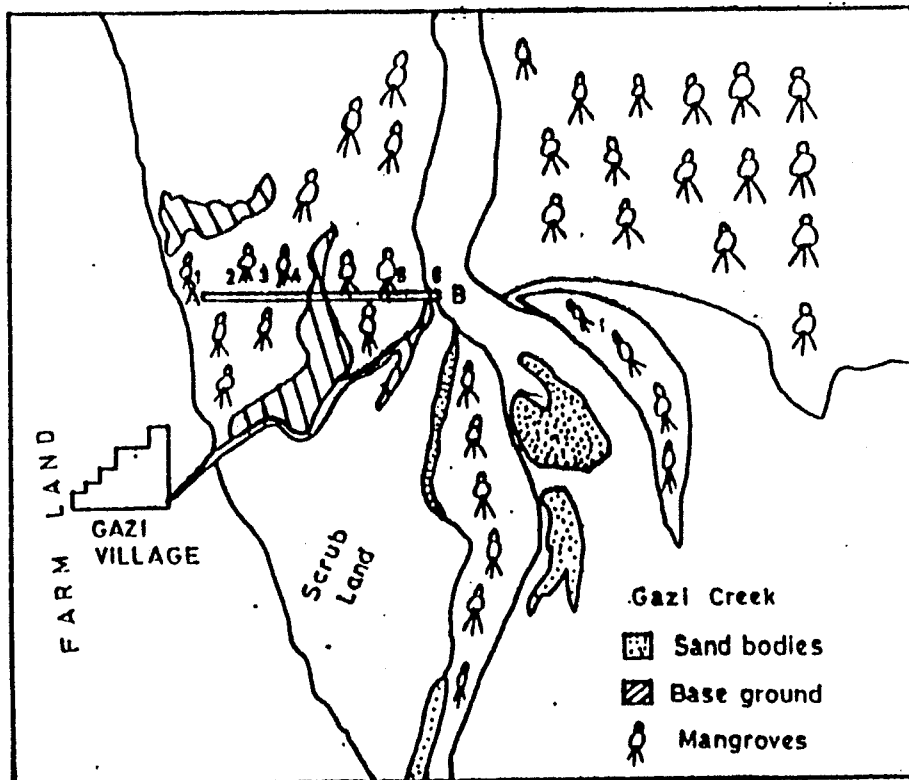 1
2
3
4
5
6
B
1
FARM LAND
GAZI
VILLAGE
Scrub
Land
Gazi Creek
Sand bodies
Base ground
Mangroves